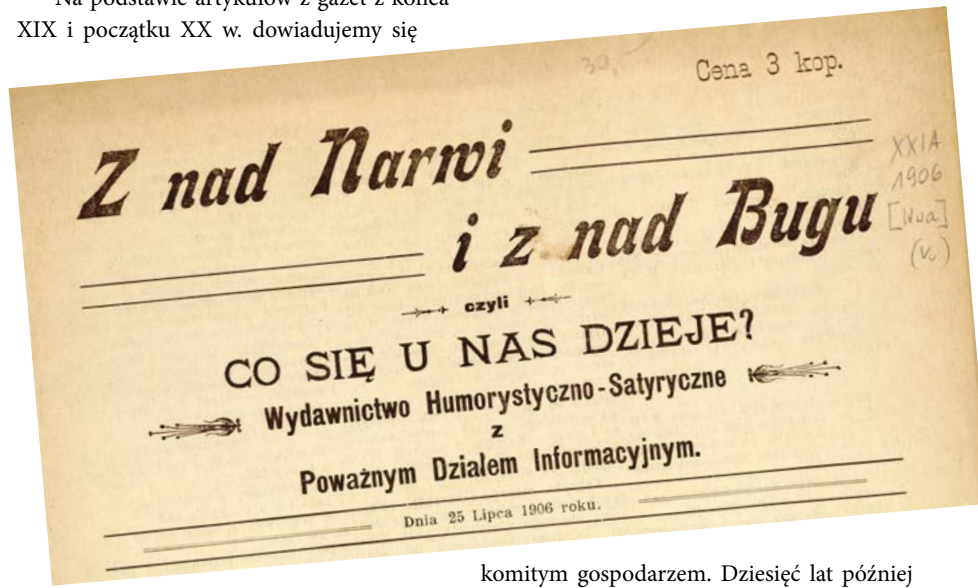 Na podstawie artykułów z gazet z końca
XIX i początku XX w. dowiadujemy się
30,
Cena 3 kop.
Z nad Narwi
i z nad Bugu
XXIA
1906
czyli
CO SIĘ U NAS DZIEJE?
Wydawnictwo Humorystyczno-Satyryczne
z
Poważnym Działem Informacyjnym.
Dnia 25 Lipca 1906 roku.
komitym gospodarzem. Dziesięć lat później